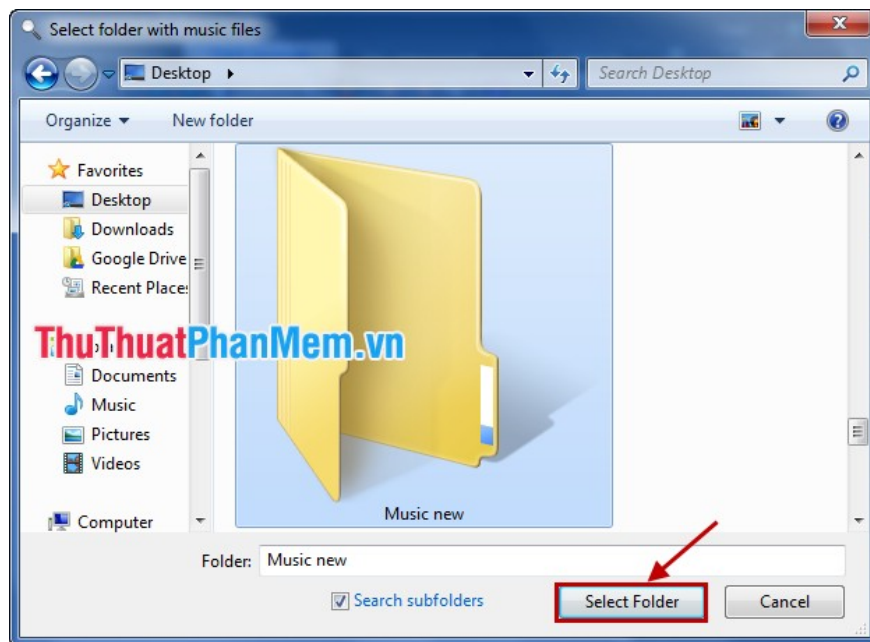 Select folder with music files
Desktop
Search Desktop
Organize
New folder
Favorites
Desktop
Downloads
Google Drive
Recent Place
ThuThuatPhanMem.vn
Documents
Music
Pictures
Videos
Computer
Music new
Folder: Music new
Search subfolders
Select Folder
Cancel